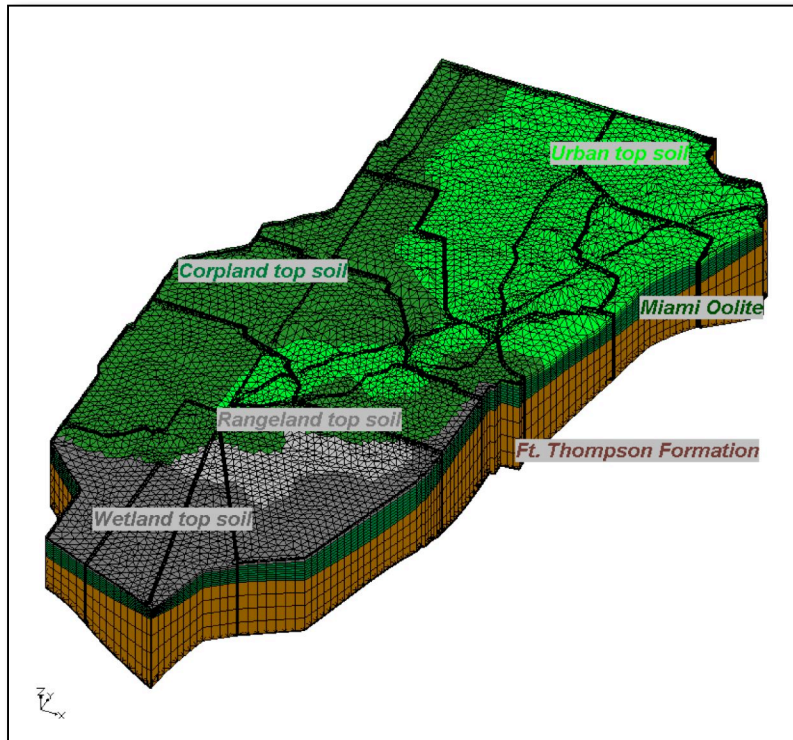 Urban top soil
Corpland top soil
Miami Oolite
Rangeland top soil
Ft. Thompson Formation
Wetland top soil
Z
Y
X